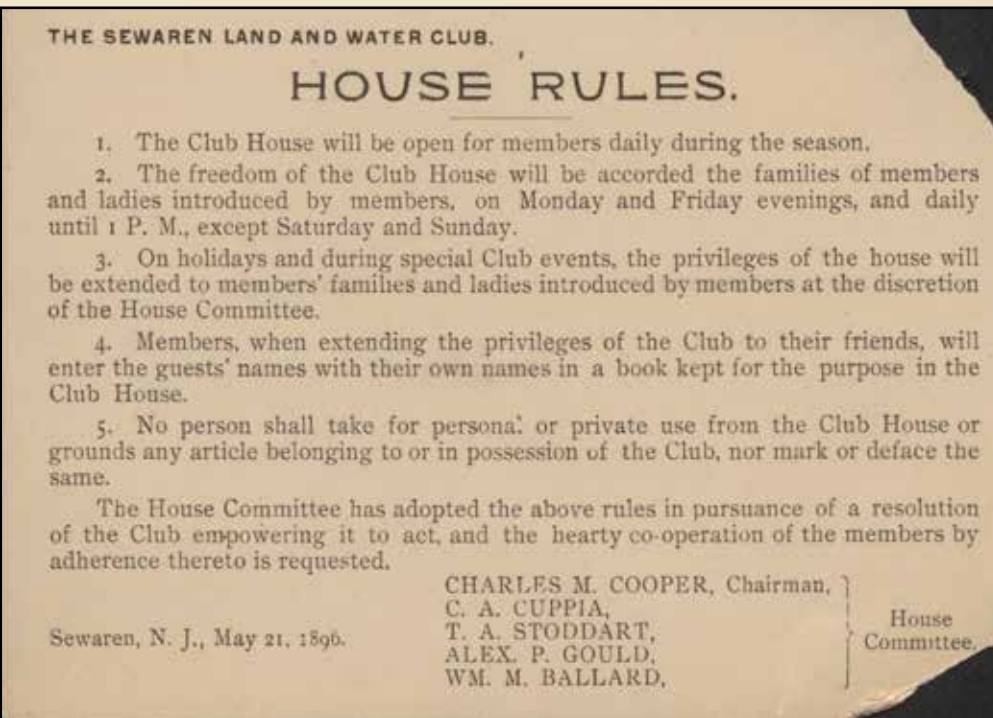 THE SEWAREN LAND AND WATER CLUB.
HOUSE RULES.
1. The Club House will be open for members daily during the season.
2. The freedom of the Club House will be accorded the families of members
and ladies introduced by members, on Monday and Friday evenings, and daily
until 1 P. M., except Saturday and Sunday.
3. On holidays and during special Club events, the privileges of the house will
be extended to members' families and ladies introduced by members at the discretion
of the House Committee.
4. Members, when extending the privileges of the Club to their friends, will
enter the guests' names with their own names in a book kept for the purpose in the
Club House.
5. No person shall take for personal or private use from the Club House or
grounds any article belonging to or in possession of the Club, nor mark or deface the
same.
The House Committee has adopted the above rules in pursuance of a resolution
of the Club empowering it to act, and the hearty co-operation of the members by
adherence thereto is requested.
CHARLES M. COOPER, Chairman,
C. A. CUPPIA,
T. A. STODDART,
ALEX. P. GOULD,
WM. M. BALLARD,
House
Committee.
Sewaren, N. J., May 21, 1896.